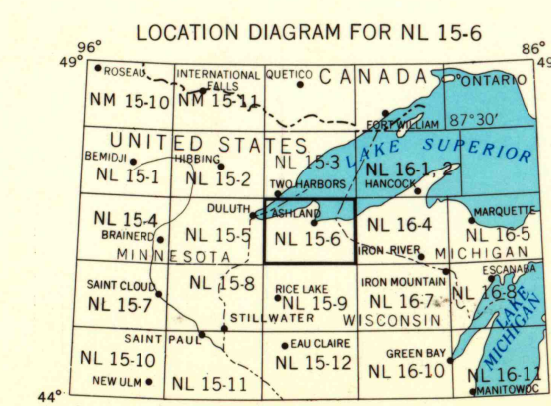 LOCATION DIAGRAM FOR NL 15-6
96°
86°
49°
49
ROSEAU
INTERNATIONAL FALLS
QUETICO
CANADA
ONTARIO
NM 15-10
NM 15-11
FORT WILLIAM
87°30'
UNITED STATES
LAKE SUPERIOR
BEMIDJI
NL 15-1
HIBBING
NL 15-2
NL 15-3
TWO HARBORS
NL 16-1, 2
HANCOCK
NL 15-4
BRAINERD
DULUTH
NL 15-5
ASHLAND
NL 15-6
NL 16-4
IRON RIVER
MARQUETTE
NL 16-5
MINNESOTA
MICHIGAN
SAINT CLOUD
NL 15-7
NL 15-8
STILLWATER
RICE LAKE
NL 15-9
IRON MOUNTAIN
NL 16-7
WISCONSIN
ESCANABA
NL 16-8
LAKE MICHIGAN
SAINT PAUL
NL 15-10
NEW ULM
NL 15-11
EAU CLAIRE
NL 15-12
GREEN BAY
NL 16-10
NL 16-11
MANITOWOC
44°